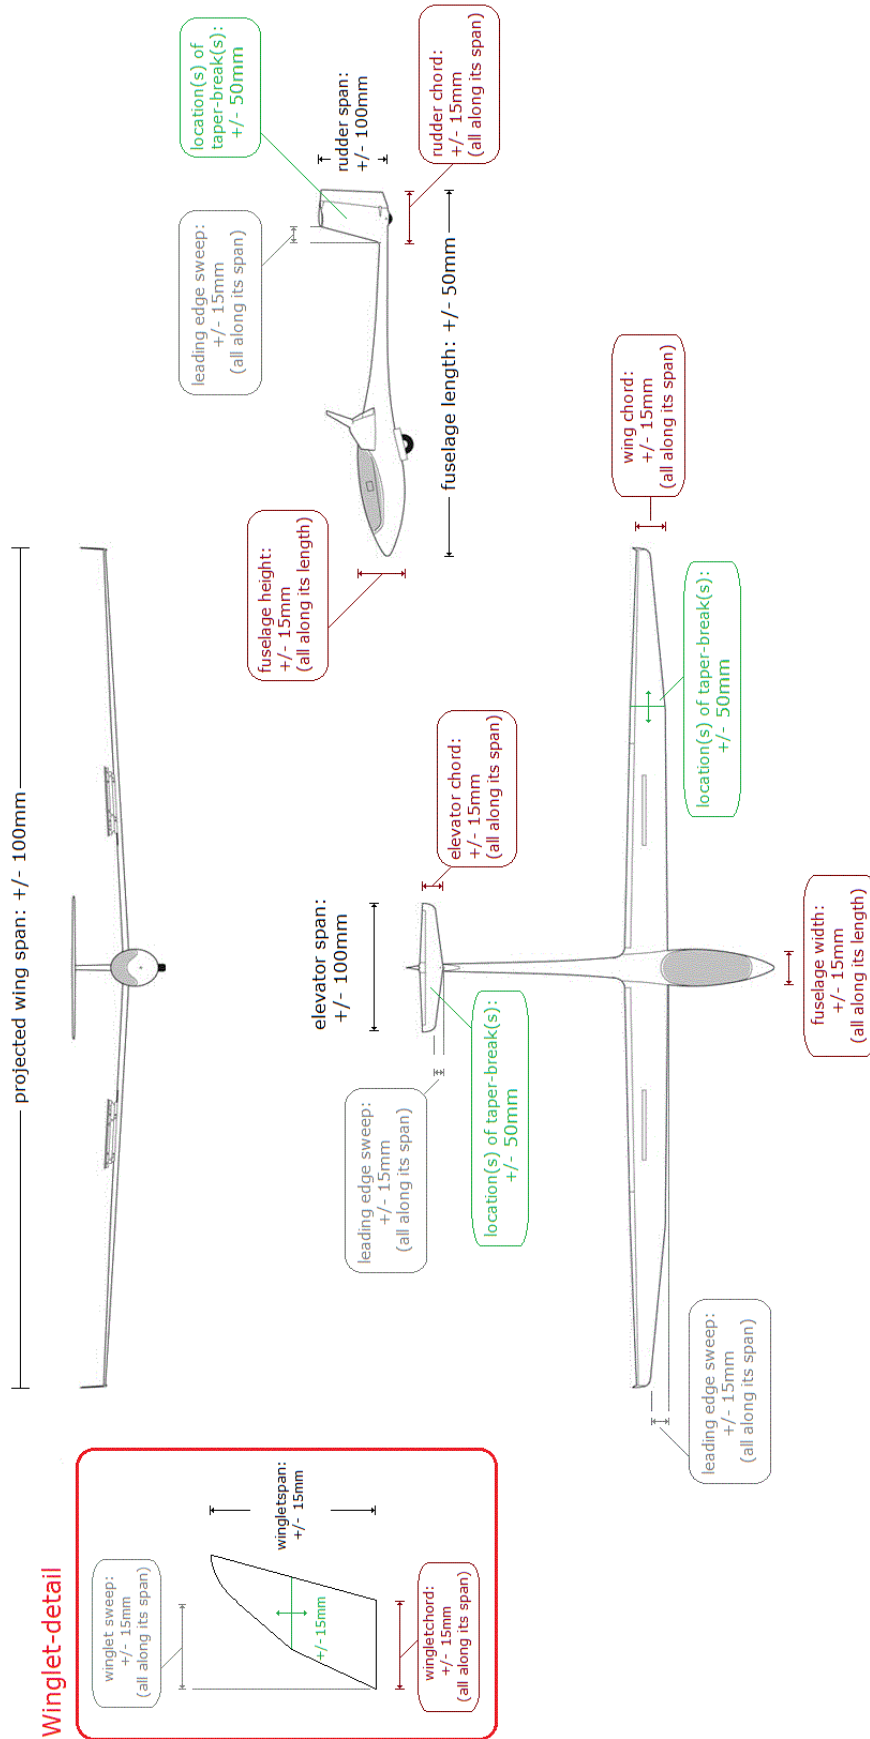 projected wing span: +/- 100mm
location(s) of
taper-break(s):
+/- 50mm
rudder span:
+/- 100mm
rudder chord:
+/- 15mm
(all along its span)
leading edge sweep:
+/- 15mm
(all along its span)
fuselage length: +/- 50mm
fuselage height:
+/- 15mm
(all along its length)
elevator span:
+/- 100mm
elevator chord:
+/- 15mm
(all along its span)
leading edge sweep:
+/- 15mm
(all along its span)
location(s) of taper-break(s):
+/- 50mm
wing chord:
+/- 15mm
(all along its span)
location(s) of taper-break(s):
+/- 50mm
fuselage width:
+/- 15mm
(all along its length)
leading edge sweep:
+/- 15mm
(all along its span)
Winglet-detail
winglet sweep:
+/- 15mm
(all along its span)
wingletspan:
+/- 15mm
+/-15mm
wingletchord:
+/- 15mm
(all along its span)